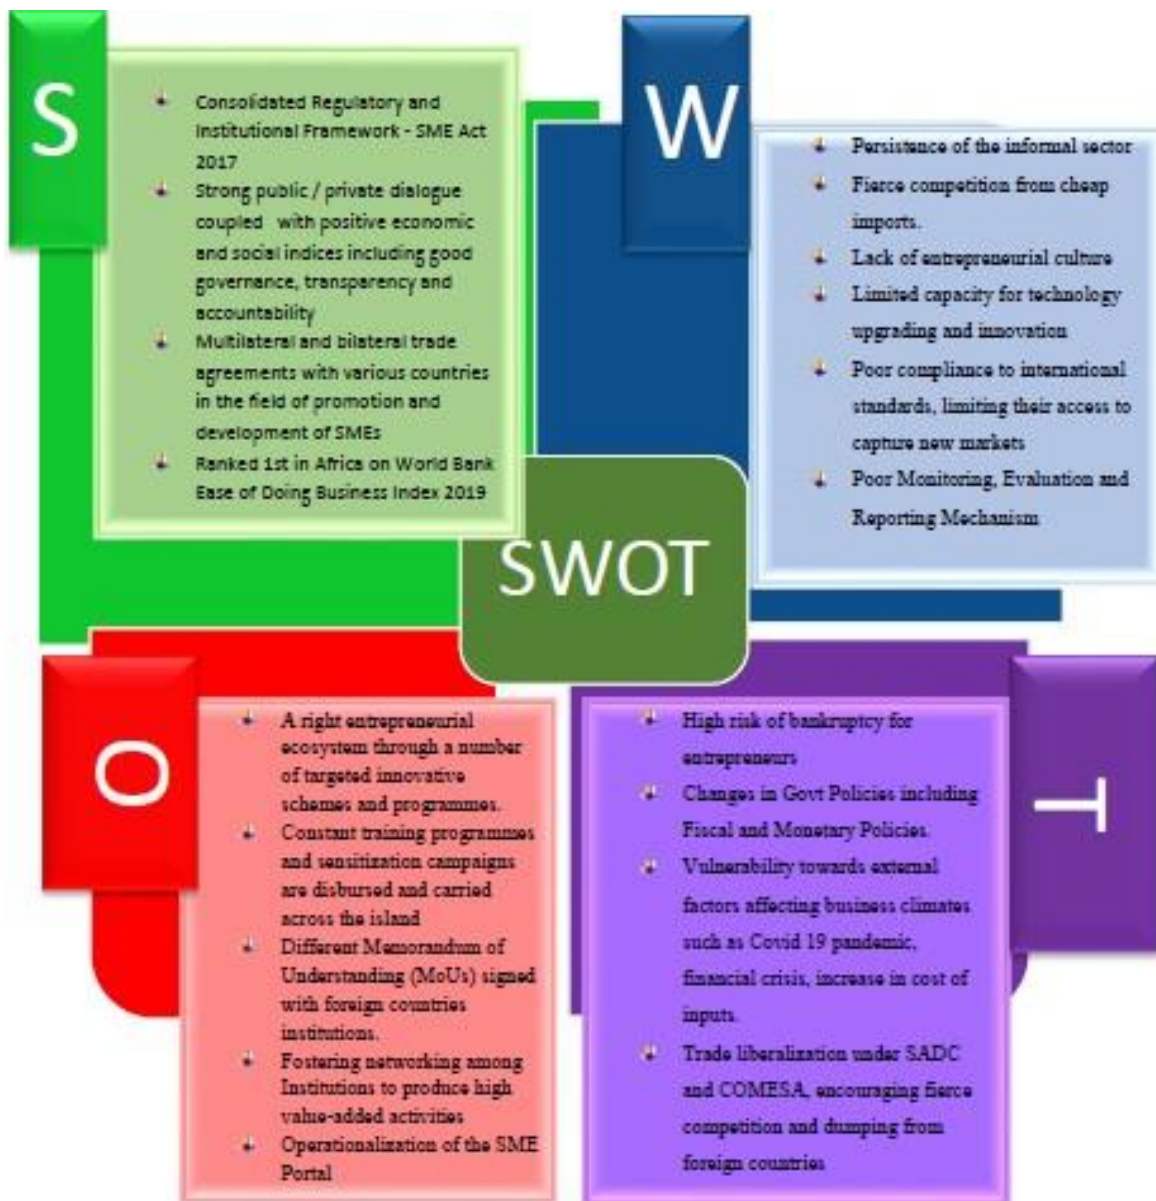 S
Consolidated Regulatory and
Institutional Framework - SME Act
2017
Strong public / private dialogue
coupled with positive economic
and social indices including good
governance, transparency and
accountability
Multilateral and bilateral trade
agreements with various countries
in the field of promotion and
development of SMEs
Ranked 1st in Africa on World Bank
Ease of Doing Business Index 2019
W
Persistence of the informal sector
Fierce competition from cheap
imports.
Lack of entrepreneurial culture
Limited capacity for technology
upgrading and innovation
Poor compliance to international
standards, limiting their access to
capture new markets
Poor Monitoring, Evaluation and
Reporting Mechanism
SWOT
O
A right entrepreneurial
ecosystem through a number
of targeted innovative
schemes and programmes.
Constant training programmes
and sensitization campaigns
are disbursed and carried
across the island
Different Memorandum of
Understanding (MoUs) signed
with foreign countries
institutions.
Fostering networking among
Institutions to produce high
value-added activities
Operationalization of the SME
Portal
T
High risk of bankruptcy for
entrepreneurs
Changes in Govt Policies including
Fiscal and Monetary Policies.
Vulnerability towards external
factors affecting business climates
such as Covid 19 pandemic,
financial crisis, increase in cost of
inputs.
Trade liberalization under SADC
and COMESA, encouraging fierce
competition and dumping from
foreign countries